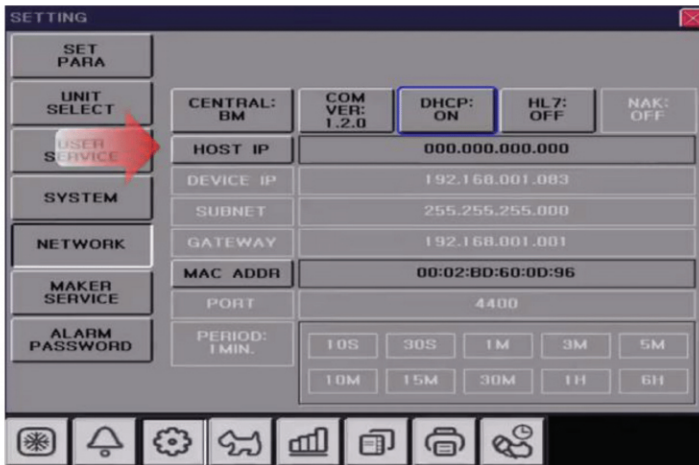 SETTING
SET
PARA
UNIT
SELECT
USER
SERVICE
SYSTEM
NETWORK
MAKER
SERVICE
ALARM
PASSWORD
CENTRAL:
BM
COM
VER:
1.2.0
DHCP:
ON
HL7:
OFF
NAK:
OFF
HOST IP
000.000.000.000
DEVICE IP
192.168.001.083
SUBNET
255.255.255.000
GATEWAY
192.168.001.001
MAC ADDR
00:02:BD:60:0D:96
PORT
4400
PERIOD:
1MIN.
10S 30S 1M 3M 5M
10M 15M 30M 1H 6H